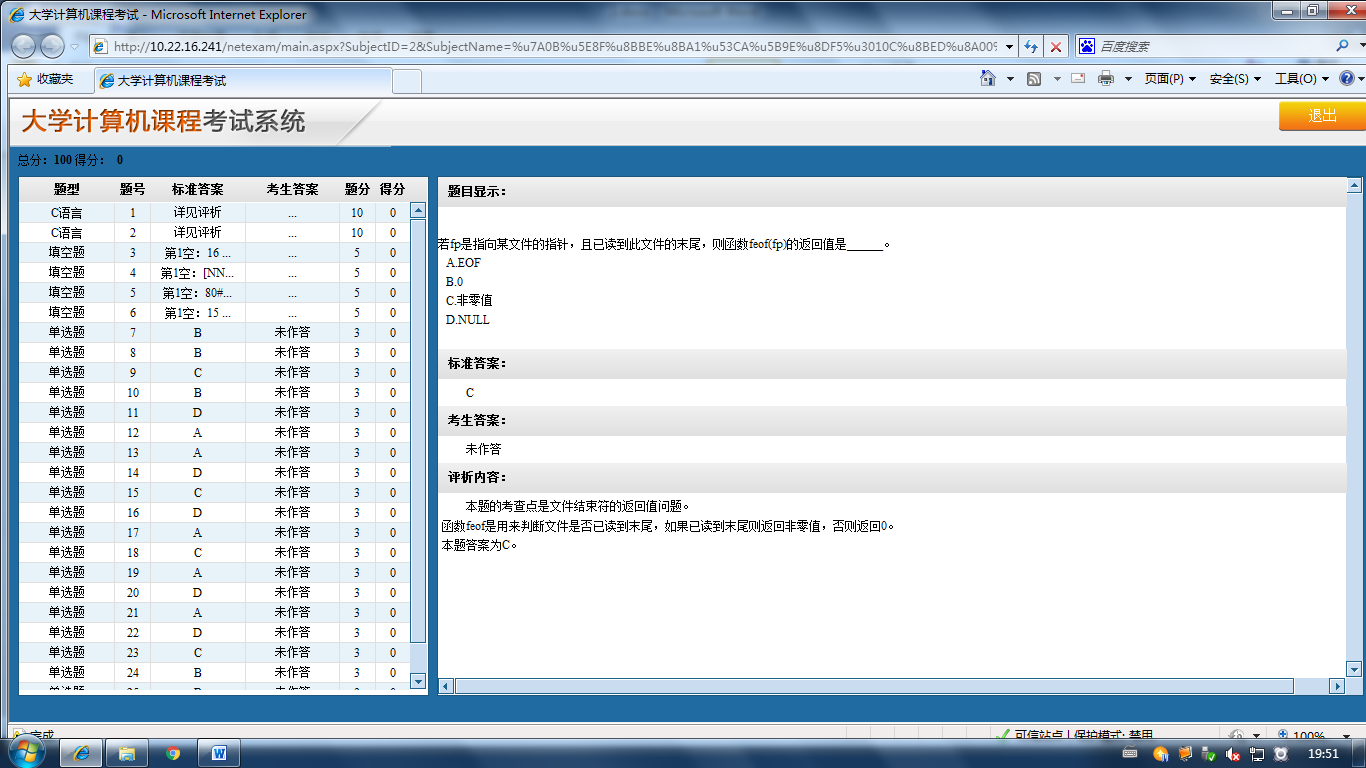 大学计算机课程考试 - Microsoft Internet Explorer
http://10.22.16.241/netexam/main.aspx?SubjectID=2&SubjectName=%u7A0B%u5E8F%u8BBE%u8BA1%u53CA%u5B9E%u8DF5%u3010C%u8BED%u8A00%
百度搜索
收藏夹
大学计算机课程考试
页面(P)
安全(S)
工具(O)
大学计算机课程考试系统
退出
总分：100 得分： 0
题型 题号 标准答案 考生答案 题分 得分
C语言 1 详见评析 ... 10 0
C语言 2 详见评析 ... 10 0
填空题 3 第1空：16 ... ... 5 0
填空题 4 第1空：[NN... ... 5 0
填空题 5 第1空：80#... ... 5 0
填空题 6 第1空：15 ... ... 5 0
单选题 7 B 未作答 3 0
单选题 8 B 未作答 3 0
单选题 9 C 未作答 3 0
单选题 10 B 未作答 3 0
单选题 11 D 未作答 3 0
单选题 12 A 未作答 3 0
单选题 13 A 未作答 3 0
单选题 14 D 未作答 3 0
单选题 15 C 未作答 3 0
单选题 16 D 未作答 3 0
单选题 17 A 未作答 3 0
单选题 18 C 未作答 3 0
单选题 19 A 未作答 3 0
单选题 20 D 未作答 3 0
单选题 21 A 未作答 3 0
单选题 22 D 未作答 3 0
单选题 23 C 未作答 3 0
单选题 24 B 未作答 3 0
题目显示：
若fp是指向某文件的指针，且已读到此文件的末尾，则函数feof(fp)的返回值是______。
A.EOF
B.0
C.非零值
D.NULL
标准答案：
C
考生答案：
未作答
评析内容：
本题的考查点是文件结束符的返回值问题。
函数feof是用来判断文件是否已读到末尾，如果已读到末尾则返回非零值，否则返回0。
本题答案为C。
完成
可信站点 | 保护模式: 禁用
100%
19:51